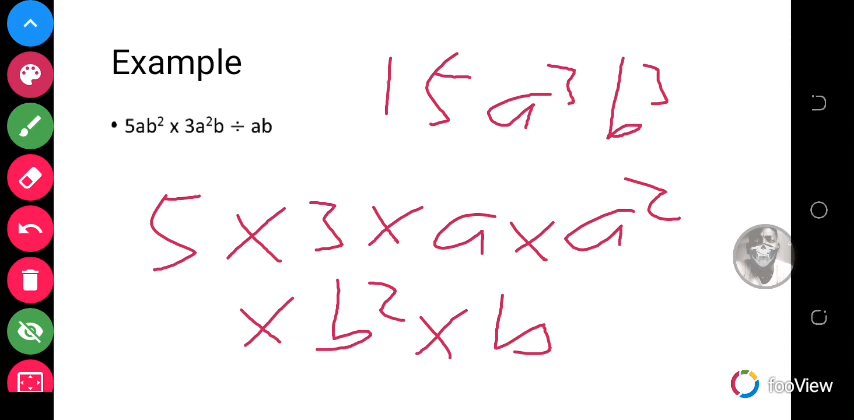 Example
15a³b³
• 5ab² x 3a²b ÷ ab
5 × 3 × a × a²
× b² × b
fooView